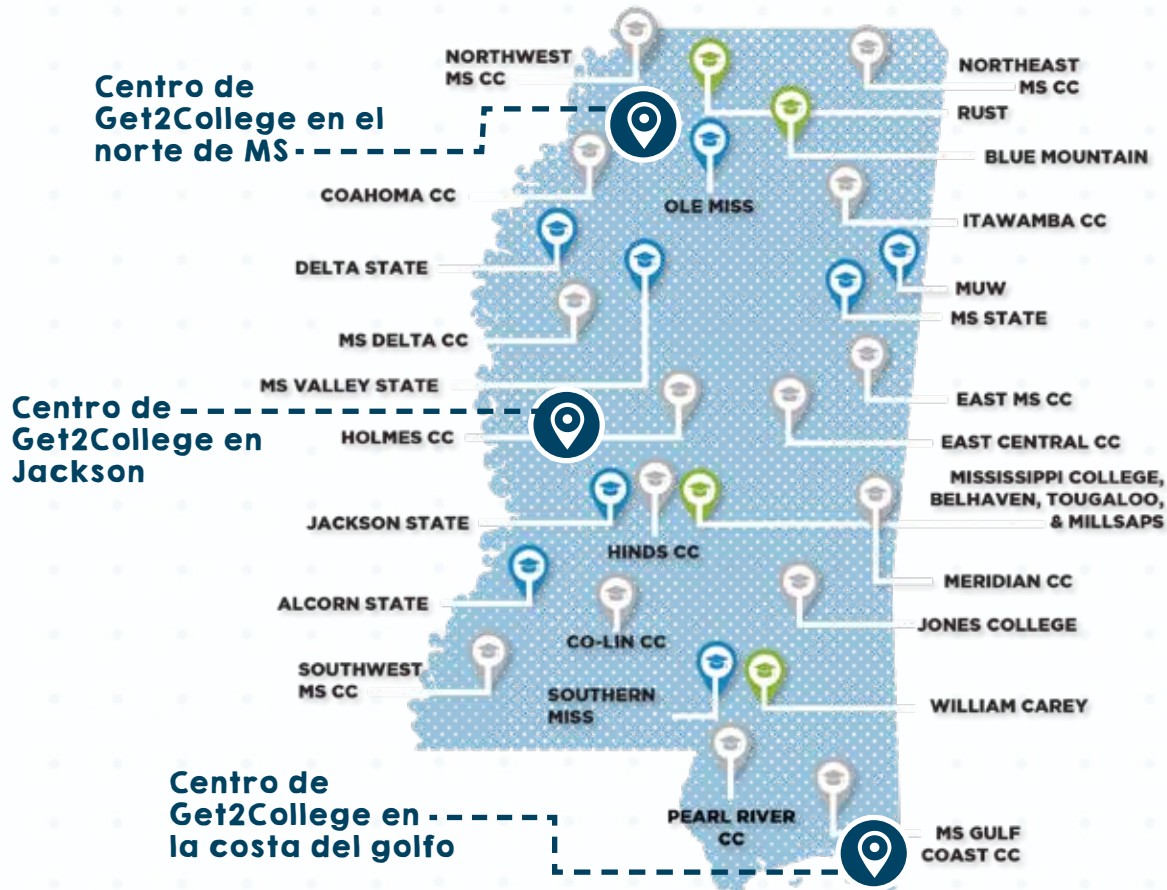 NORTHWEST
MS CC
Centro de
Get2College en el
norte de MS
NORTHEAST
MS CC
RUST
BLUE MOUNTAIN
COAHOMA CC
OLE MISS
ITAWAMBA CC
DELTA STATE
MUW
MS STATE
MS DELTA CC
MS VALLEY STATE
EAST MS CC
Centro de
Get2College en
Jackson
HOLMES CC
EAST CENTRAL CC
MISSISSIPPI COLLEGE,
BELHAVEN, TOUGALOO,
& MILLSAPS
JACKSON STATE
HINDS CC
MERIDIAN CC
ALCORN STATE
JONES COLLEGE
CO-LIN CC
SOUTHWEST
MS CC
SOUTHERN
MISS
WILLIAM CAREY
Centro de
Get2College en
la costa del golfo
PEARL RIVER
CC
MS GULF
COAST CC